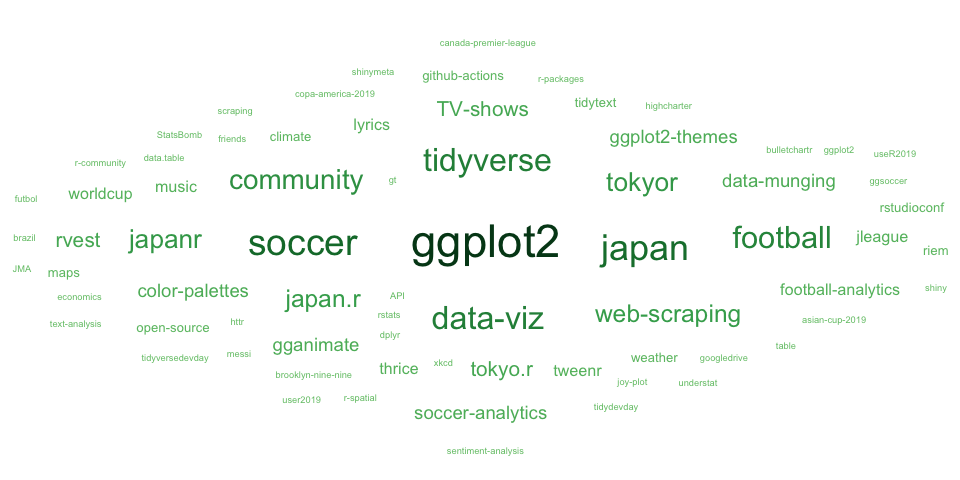 canada-premier-league
shinymeta
github-actions
r-packages
copa-america-2019
TV-shows
tidytext
highcharter
scraping
lyrics
StatsBomb
friends
climate
ggplot2-themes
bulletchartr
ggplot2
useR2019
r-community
data.table
tidyverse
community
gt
tokyor
data-munging
ggsoccer
futbol
worldcup
music
rstudioconf
brazil
rvest
japanr
soccer
ggplot2
japan
football
jleague
riem
JMA
maps
economics
color-palettes
japan.r
API
football-analytics
shiny
text-analysis
open-source
httr
rstats
data-viz
web-scraping
asian-cup-2019
dplyr
tidyversedevday
messi
gganimate
table
brooklyn-nine-nine
thrice
xkcd
tokyo.r
tweenr
weather
googledrive
joy-plot
understat
user2019
r-spatial
soccer-analytics
tidydevday
sentiment-analysis